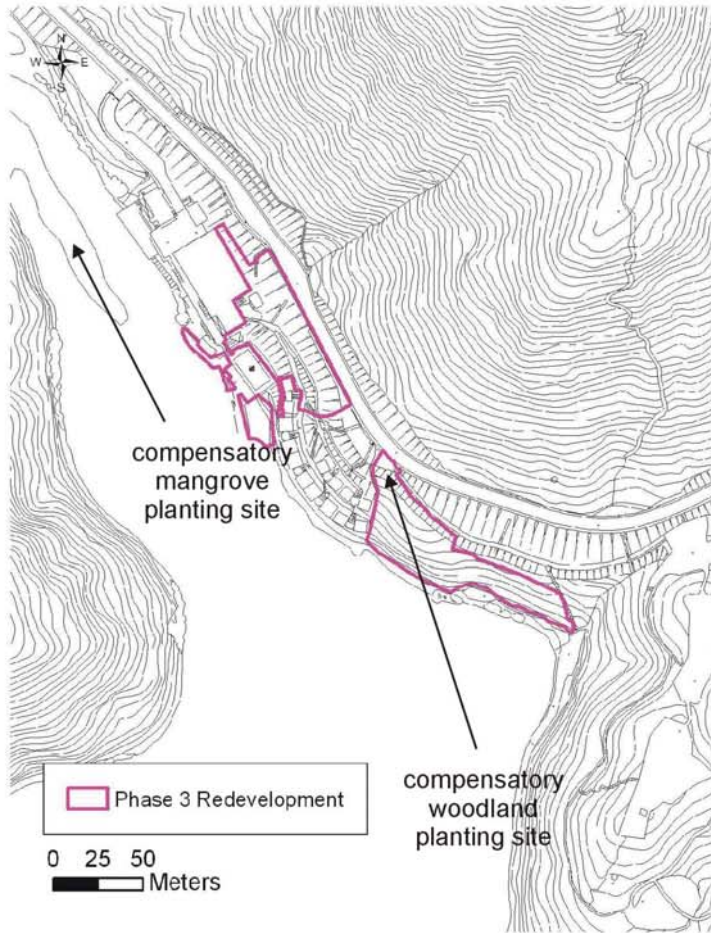 N
W E
S
compensatory
mangrove
planting site
compensatory
woodland
planting site
Phase 3 Redevelopment
0 25 50
Meters